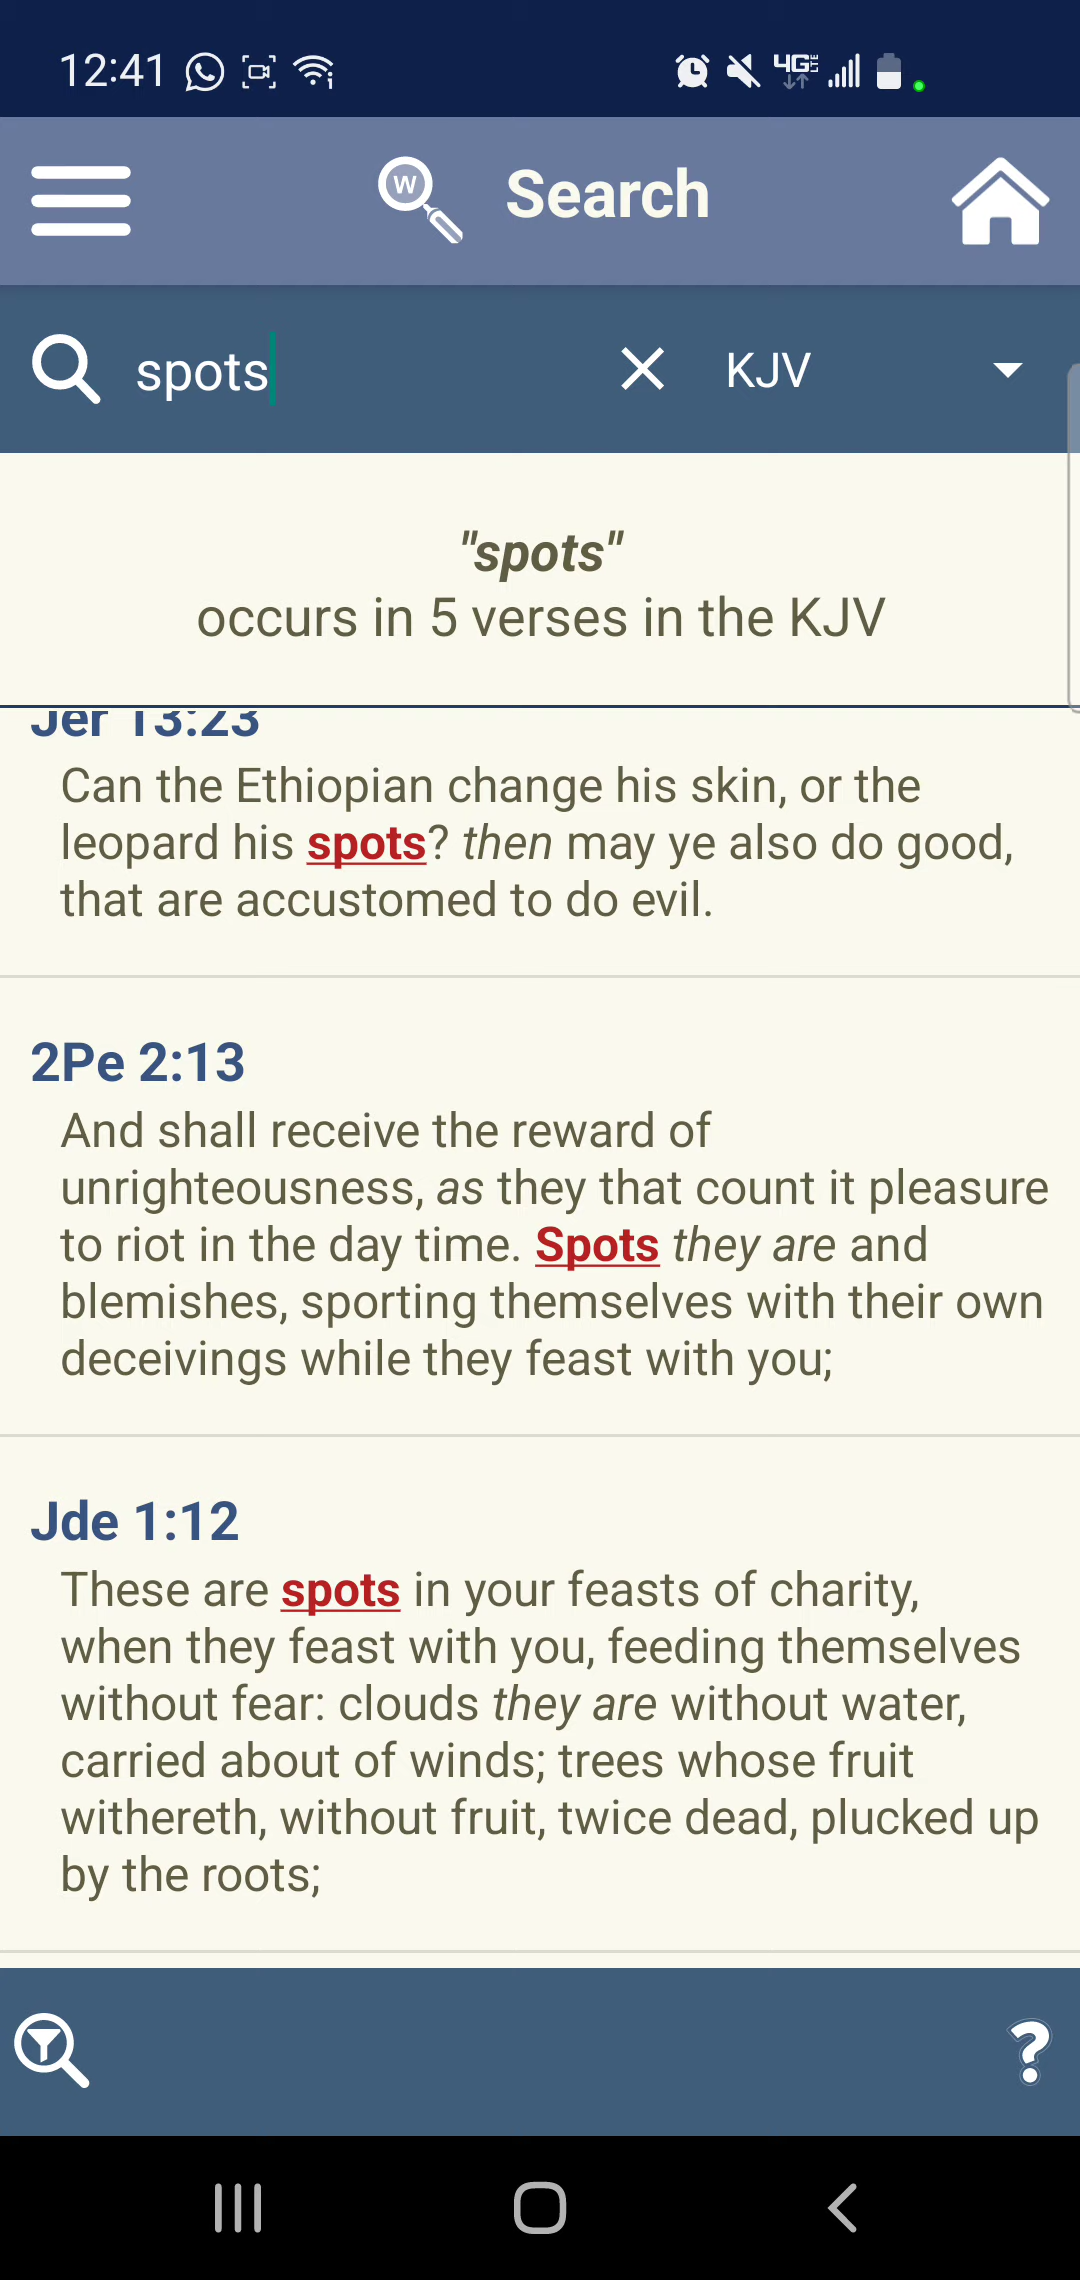 12:41
4G LTE
W
Search
spots
KJV
"spots"
occurs in 5 verses in the KJV
Jer 13:23
Can the Ethiopian change his skin, or the
leopard his spots? then may ye also do good,
that are accustomed to do evil.
2Pe 2:13
And shall receive the reward of
unrighteousness, as they that count it pleasure
to riot in the day time. Spots they are and
blemishes, sporting themselves with their own
deceivings while they feast with you;
Jde 1:12
These are spots in your feasts of charity,
when they feast with you, feeding themselves
without fear: clouds they are without water,
carried about of winds; trees whose fruit
withereth, without fruit, twice dead, plucked up
by the roots;
?